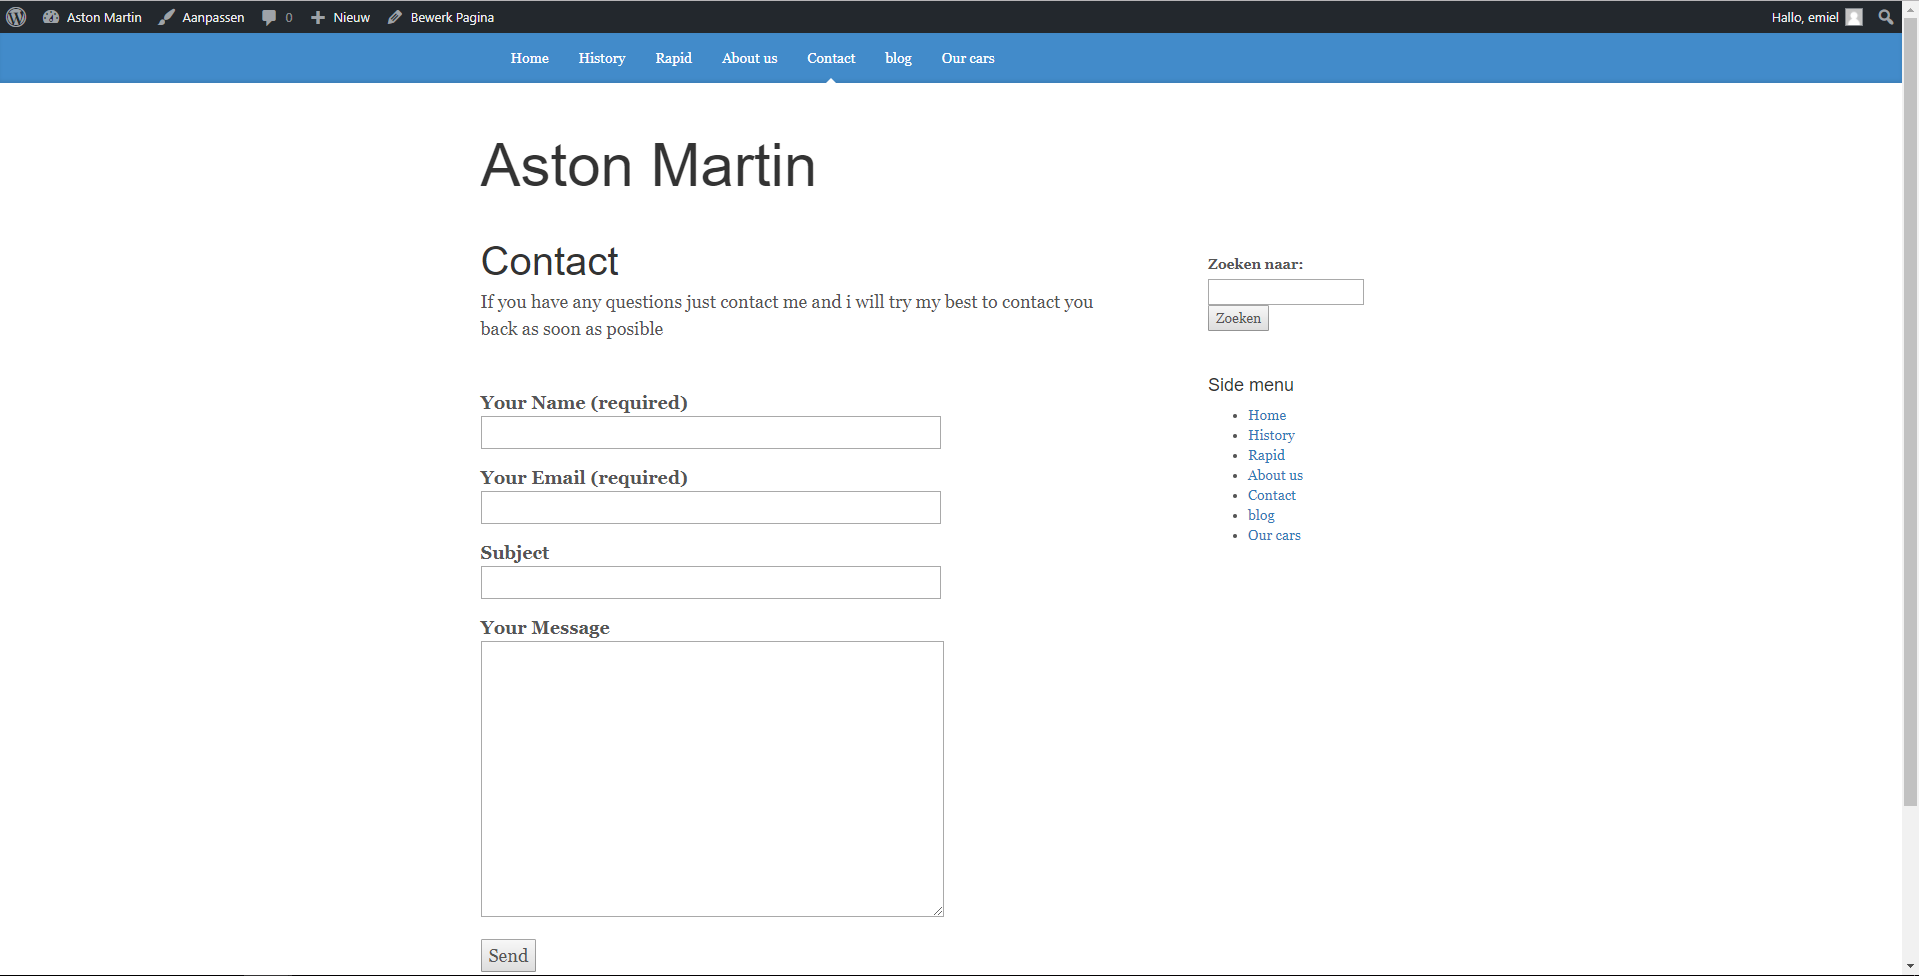 Aston Martin Aanpassen 0 Nieuw Bewerk Pagina Hallo, emiel
Home History Rapid About us Contact blog Our cars
Aston Martin
Contact
If you have any questions just contact me and i will try my best to contact you
back as soon as posible
Your Name (required)
Your Email (required)
Subject
Your Message
Send
Zoeken naar:
Zoeken
Side menu
Home
History
Rapid
About us
Contact
blog
Our cars